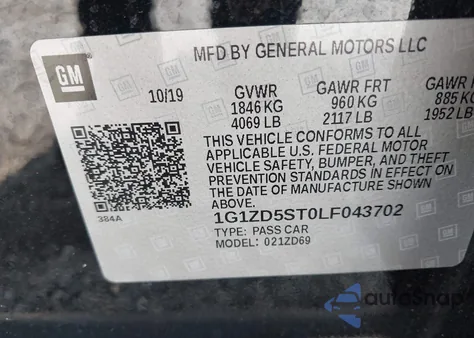 MFD BY GENERAL MOTORS LLC
GM
10/19
GVWR
1846 KG
4069 LB
GAWR FRT
960 KG
2117 LB
GAWR
885 KG
1952 LB
THIS VEHICLE CONFORMS TO ALL
APPLICABLE U.S. FEDERAL MOTOR
VEHICLE SAFETY, BUMPER, AND THEFT
PREVENTION STANDARDS IN EFFECT ON
THE DATE OF MANUFACTURE SHOWN
ABOVE.
384A
1G1ZD5ST0LF043702
TYPE: PASS CAR
MODEL: 021ZD69
autoSnap